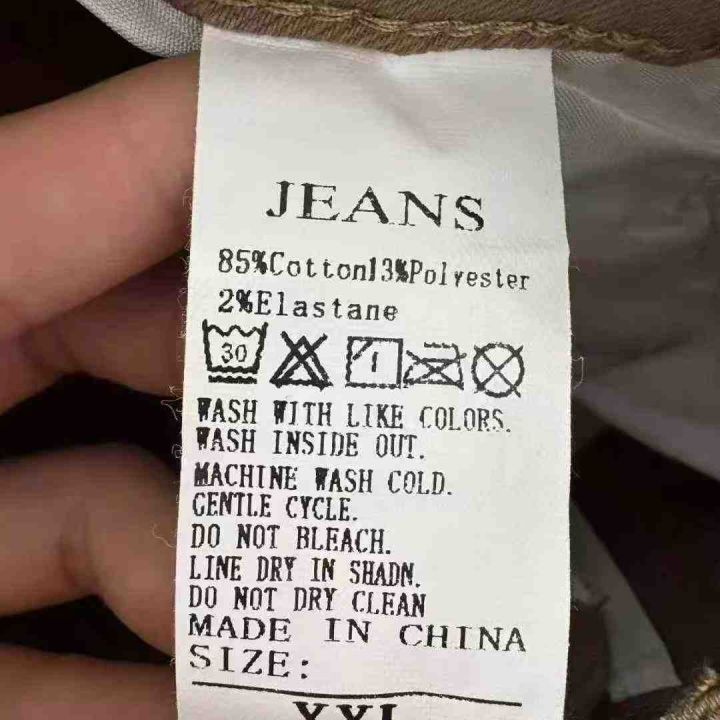 JEANS
85%Cotton13%Polyester
2%Elastane
30
WASH WITH LIKE COLORS.
WASH INSIDE OUT.
MACHINE WASH COLD.
GENTLE CYCLE.
DO NOT BLEACH.
LINE DRY IN SHADN.
DO NOT DRY CLEAN
MADE IN CHINA
SIZE:
XXL